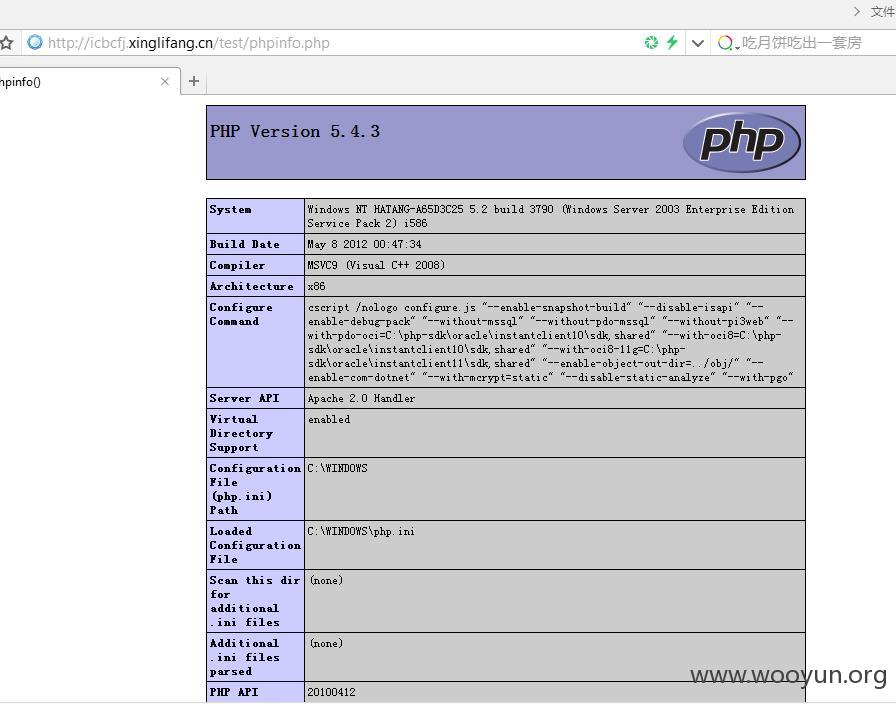 文件
http://icbcfj.xinglifang.cn/test/phpinfo.php
吃月饼吃出一套房
hpinfo()
PHP Version 5.4.3
php
System
Windows NT HATANG-A65D3C25 5.2 build 3790 (Windows Server 2003 Enterprise Edition
Service Pack 2) i586
Build Date
May 8 2012 00:47:34
Compiler
MSVC9 (Visual C++ 2008)
Architecture
x86
Configure
Command
cscript /nologo configure.js "--enable-snapshot-build" "--disable-isapi" "--
enable-debug-pack" "--without-mssql" "--without-pdo-mssql" "--without-pi3web" "--
with-pdo-oci=C:\php-sdk\oracle\instantclient10\sdk,shared" "--with-oci8=C:\php-
sdk\oracle\instantclient10\sdk,shared" "--with-oci8-11g=C:\php-
sdk\oracle\instantclient11\sdk,shared" "--enable-object-out-dir=../obj/" "--
enable-com-dotnet" "--with-mcrypt=static" "--disable-static-analyze" "--with-pgo"
Server API
Apache 2.0 Handler
Virtual
Directory
Support
enabled
Configuration
File
(php.ini)
Path
C:\WINDOWS
Loaded
Configuration
File
C:\WINDOWS\php.ini
Scan this dir
for
additional
.ini files
(none)
Additional
.ini files
parsed
(none)
PHP API
20100412
www.wooyun.org